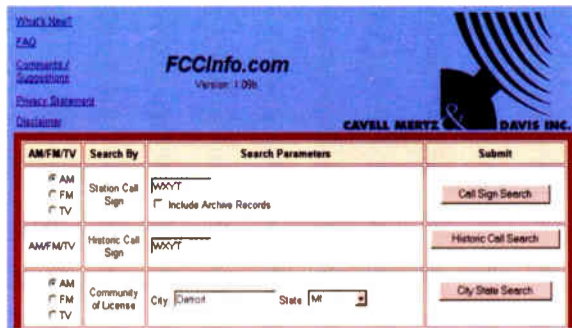 What's New?
FAQ
Comments /
Suggestions
Privacy Statement
Disclaimer
FCCInfo.com
Version: 1.09b
CAVELL MERTZ & DAVIS INC.
AM/FM/TV Search By Search Parameters Submit
AM
FM
TV
Station Call
Sign
WXYT
Include Archive Records
Call Sign Search
AM/FM/TV
Historic Call
Sign
WXYT
Historic Call Search
AM
FM
TV
Community
of License
City Detroit State MI
City State Search